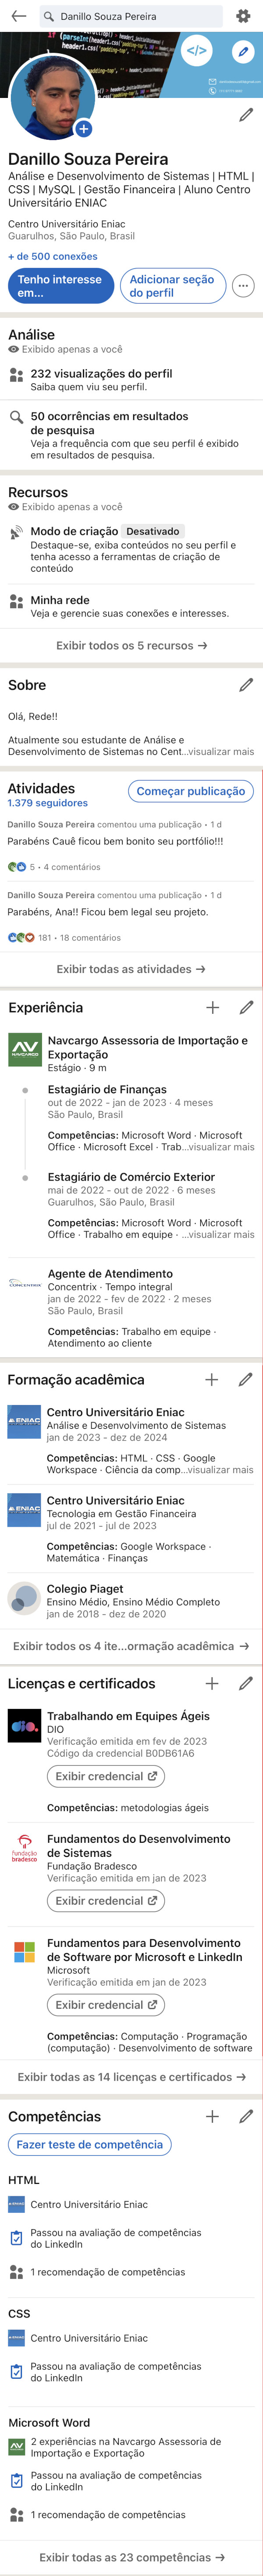 Danillo Souza Pereira
</>
Danillo Souza Pereira
Análise e Desenvolvimento de Sistemas | HTML |
CSS | MySQL | Gestão Financeira | Aluno Centro
Universitário ENIAC
Centro Universitário Eniac
Guarulhos, São Paulo, Brasil
+ de 500 conexões
Tenho interesse
em...
Adicionar seção
do perfil
Análise
Exibido apenas a você
232 visualizações do perfil
Saiba quem viu seu perfil.
50 ocorrências em resultados
de pesquisa
Veja a frequência com que seu perfil é exibido
em resultados de pesquisa.
Recursos
Exibido apenas a você
Modo de criação Desativado
Destaque-se, exiba conteúdos no seu perfil e
tenha acesso a ferramentas de criação de
conteúdo
Minha rede
Veja e gerencie suas conexões e interesses.
Exibir todos os 5 recursos →
Sobre
Olá, Rede!!
Atualmente sou estudante de Análise e
Desenvolvimento de Sistemas no Cent...visualizar mais
Atividades
1.379 seguidores
Começar publicação
Danillo Souza Pereira comentou uma publicação • 1 d
Parabéns Cauê ficou bem bonito seu portfólio!!!
5 • 4 comentários
Danillo Souza Pereira comentou uma publicação • 1 d
Parabéns, Ana!! Ficou bem legal seu projeto.
181 • 18 comentários
Exibir todas as atividades →
Experiência
NAVCARGO
Navcargo Assessoria de Importação e
Exportação
Estágio · 9 m
Estagiário de Finanças
out de 2022 - jan de 2023 · 4 meses
São Paulo, Brasil
Competências: Microsoft Word · Microsoft
Office · Microsoft Excel · Trab...visualizar mais
Estagiário de Comércio Exterior
mai de 2022 - out de 2022 · 6 meses
Guarulhos, São Paulo, Brasil
Competências: Microsoft Word · Microsoft
Office · Trabalho em equipe · ...visualizar mais
CONCENTRIX
Agente de Atendimento
Concentrix · Tempo integral
jan de 2022 - fev de 2022 · 2 meses
São Paulo, Brasil
Competências: Trabalho em equipe ·
Atendimento ao cliente
Formação acadêmica
ENIAC
Centro Universitário Eniac
Análise e Desenvolvimento de Sistemas
jan de 2023 - dez de 2024
Competências: HTML · CSS · Google
Workspace · Ciência da comp...visualizar mais
ENIAC
Centro Universitário Eniac
Tecnologia em Gestão Financeira
jul de 2021 - jul de 2023
Competências: Google Workspace ·
Matemática · Finanças
Colegio Piaget
Ensino Médio, Ensino Médio Completo
jan de 2018 - dez de 2020
Exibir todos os 4 ite...ormação acadêmica →
Licenças e certificados
dio.
Trabalhando em Equipes Ágeis
DIO
Verificação emitida em fev de 2023
Código da credencial B0DB61A6
Exibir credencial
Competências: metodologias ágeis
fundação
bradesco
Fundamentos do Desenvolvimento
de Sistemas
Fundação Bradesco
Verificação emitida em jan de 2023
Exibir credencial
Fundamentos para Desenvolvimento
de Software por Microsoft e LinkedIn
Microsoft
Verificação emitida em jan de 2023
Exibir credencial
Competências: Computação · Programação
(computação) · Desenvolvimento de software
Exibir todas as 14 licenças e certificados →
Competências
Fazer teste de competência
HTML
Centro Universitário Eniac
Passou na avaliação de competências
do LinkedIn
1 recomendação de competências
CSS
Centro Universitário Eniac
Passou na avaliação de competências
do LinkedIn
Microsoft Word
2 experiências na Navcargo Assessoria de
Importação e Exportação
Passou na avaliação de competências
do LinkedIn
1 recomendação de competências
Exibir todas as 23 competências →